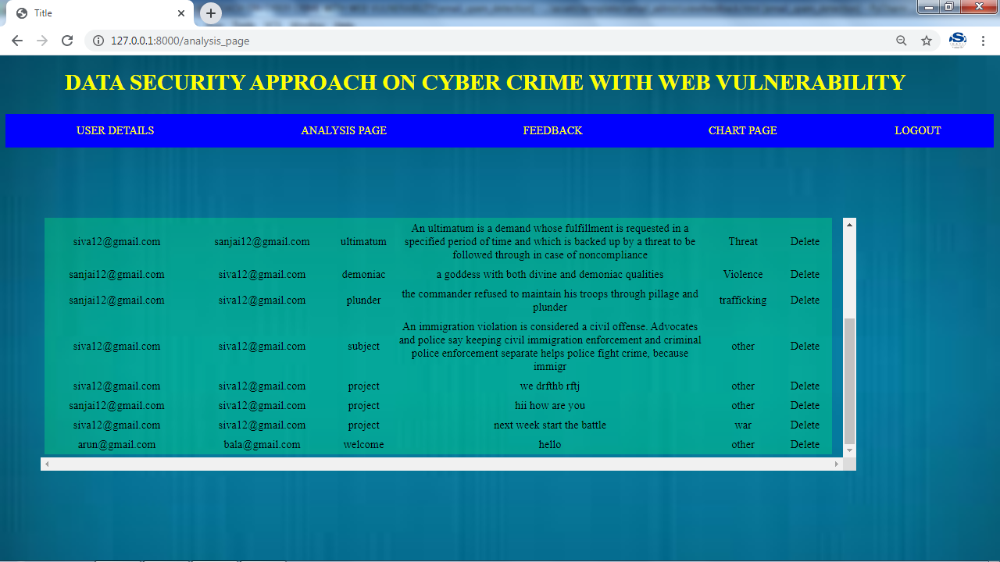 Title
127.0.0.1:8000/analysis_page
DATA SECURITY APPROACH ON CYBER CRIME WITH WEB VULNERABILITY
USER DETAILS ANALYSIS PAGE FEEDBACK CHART PAGE LOGOUT
siva12@gmail.com sanjai12@gmail.com ultimatum An ultimatum is a demand whose fulfillment is requested in a
specified period of time and which is backed up by a threat to be
followed through in case of noncompliance Threat Delete
sanjai12@gmail.com siva12@gmail.com demoniac a goddess with both divine and demoniac qualities Violence Delete
sanjai12@gmail.com siva12@gmail.com plunder the commander refused to maintain his troops through pillage and
plunder trafficking Delete
siva12@gmail.com siva12@gmail.com subject An immigration violation is considered a civil offense. Advocates
and police say keeping civil immigration enforcement and criminal
police enforcement separate helps police fight crime, because
immigr other Delete
siva12@gmail.com siva12@gmail.com project we drfthb rftj other Delete
sanjai12@gmail.com siva12@gmail.com project hii how are you other Delete
siva12@gmail.com siva12@gmail.com project next week start the battle war Delete
arun@gmail.com bala@gmail.com welcome hello other Delete